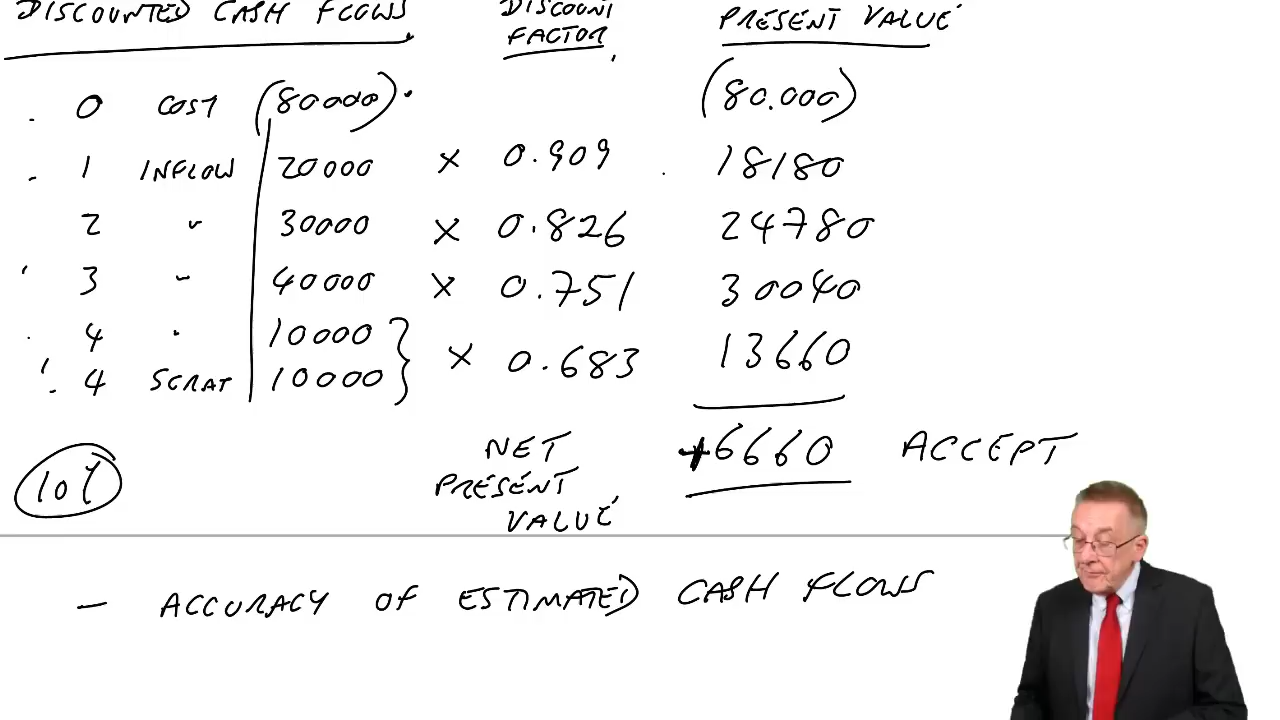 DISCOUNTED CASH FLOWS DISCOUNT FACTOR PRESENT VALUE
0 COST (80000) (80.000)
1 INFLOW 20000 × 0.909 18180
2 " 30000 × 0.826 24780
3 " 40000 × 0.751 30040
4 " 10000
4 SCRAP 10000 } × 0.683 13660
10% NET PRESENT VALUE +6660 ACCEPT
— ACCURACY OF ESTIMATED CASH FLOWS